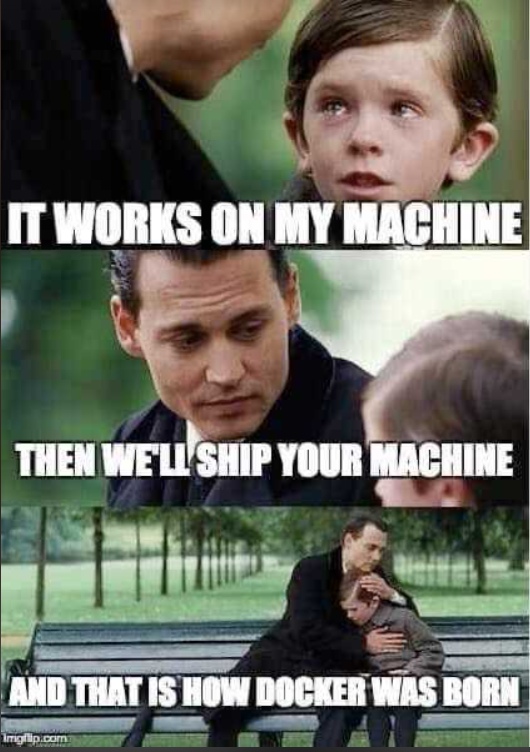 IT WORKS ON MY MACHINE
THEN WE'LL SHIP YOUR MACHINE
AND THAT IS HOW DOCKER WAS BORN
imgflip.com